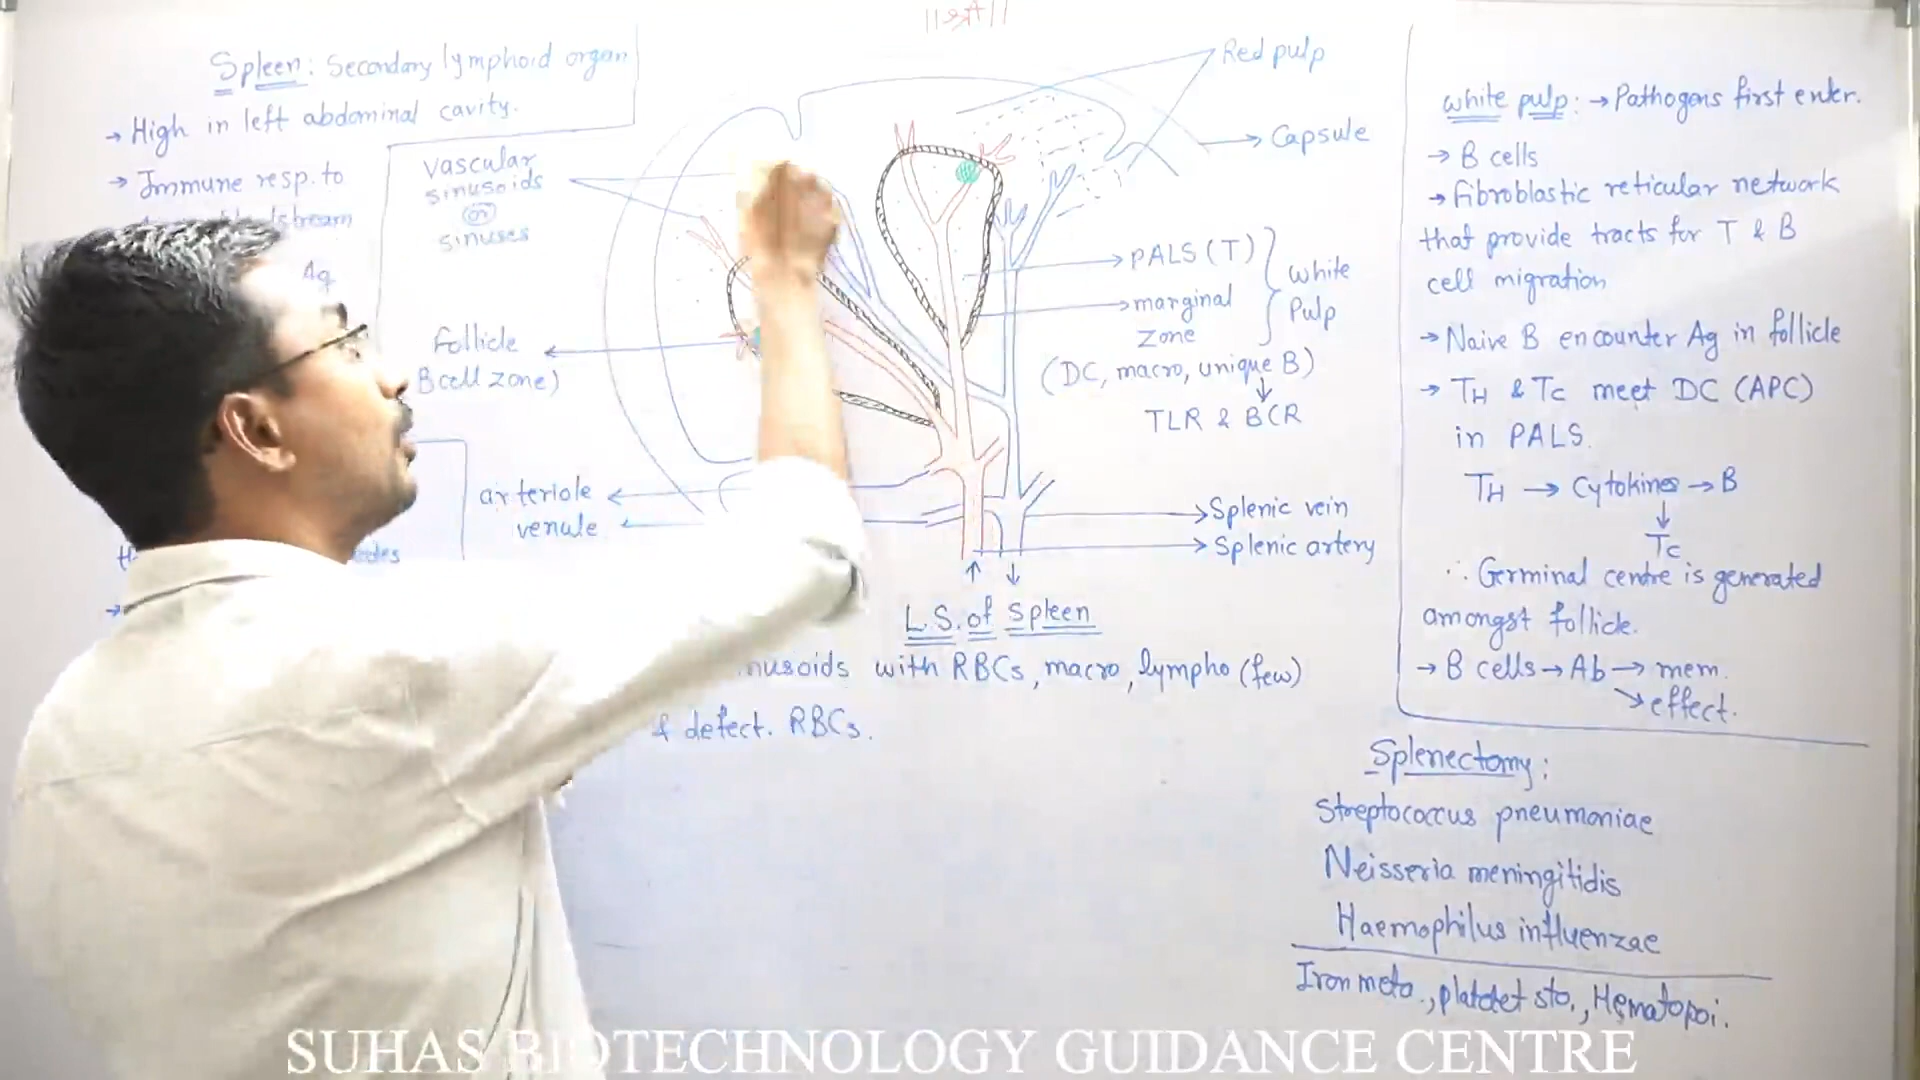 ||श्री||
Spleen: Secondary lymphoid organ
→ High in left abdominal cavity.
→ Immune resp. to
stream
Ag
vascular
sinusoids
or
sinuses
follicle
B cell zone)
arteriole
venule
Red pulp
Capsule
PALS (T)
marginal
zone
White
Pulp
(DC, macro, unique B)
↓
TLR & BCR
Splenic vein
Splenic artery
↑ ↓
L.S. of Spleen
nusoids with RBCs, macro, lympho (few)
& defect. RBCs.
white pulp: → Pathogens first enter.
→ B cells
→ Fibroblastic reticular network
that provide tracts for T & B
cell migration
→ Naive B encounter Ag in follicle
→ TH & Tc meet DC (APC)
in PALS.
TH → Cytokines → B
↓
Tc
∴ Germinal centre is generated
amongst follicle.
→ B cells → Ab → mem.
↘ effect.
Splenectomy:
Streptococcus pneumoniae
Neisseria meningitidis
Haemophilus influenzae
Iron meta., platelet sto., Hematopoi.
SUHAS BIOTECHNOLOGY GUIDANCE CENTRE